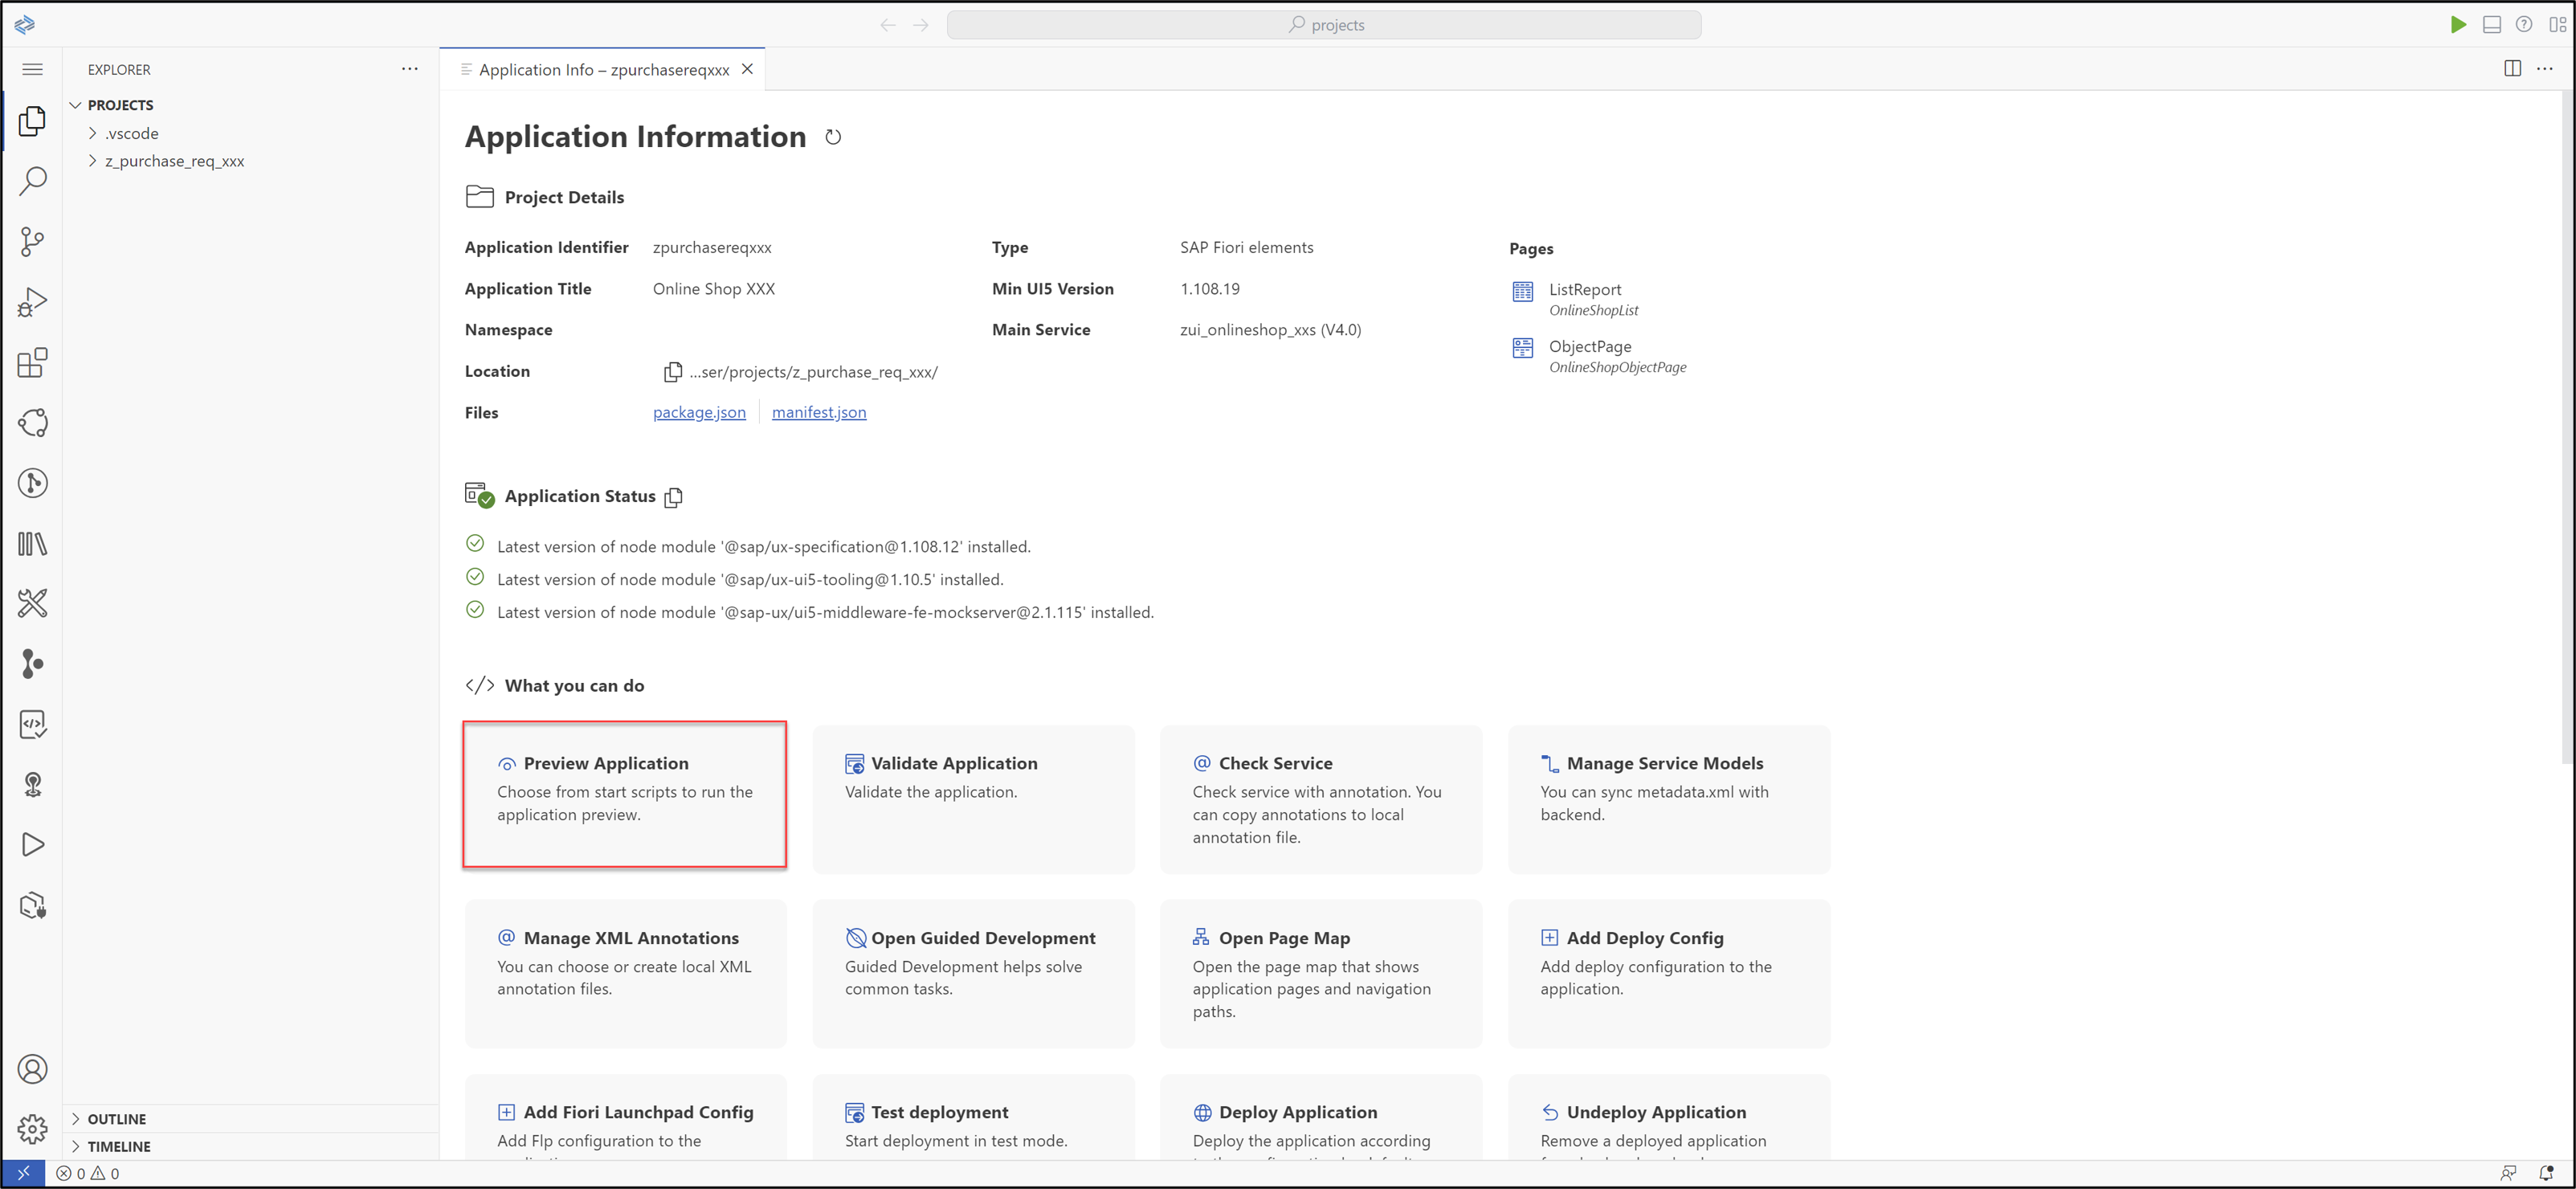 projects
EXPLORER
PROJECTS
.vscode
z_purchase_req_xxx
OUTLINE
TIMELINE
Application Info – zpurchasereqxxx
Application Information
Project Details
Application Identifier zpurchasereqxxx
Application Title Online Shop XXX
Namespace
Location ...ser/projects/z_purchase_req_xxx/
Files package.json manifest.json
Type SAP Fiori elements
Min UI5 Version 1.108.19
Main Service zui_onlineshop_xxs (V4.0)
Pages
ListReport
OnlineShopList
ObjectPage
OnlineShopObjectPage
Application Status
Latest version of node module '@sap/ux-specification@1.108.12' installed.
Latest version of node module '@sap/ux-ui5-tooling@1.10.5' installed.
Latest version of node module '@sap-ux/ui5-middleware-fe-mockserver@2.1.115' installed.
What you can do
Preview Application
Choose from start scripts to run the
application preview.
Validate Application
Validate the application.
Check Service
Check service with annotation. You
can copy annotations to local
annotation file.
Manage Service Models
You can sync metadata.xml with
backend.
Manage XML Annotations
You can choose or create local XML
annotation files.
Open Guided Development
Guided Development helps solve
common tasks.
Open Page Map
Open the page map that shows
application pages and navigation
paths.
Add Deploy Config
Add deploy configuration to the
application.
Add Fiori Launchpad Config
Add Flp configuration to the
Test deployment
Start deployment in test mode.
Deploy Application
Deploy the application according
Undeploy Application
Remove a deployed application
0 0